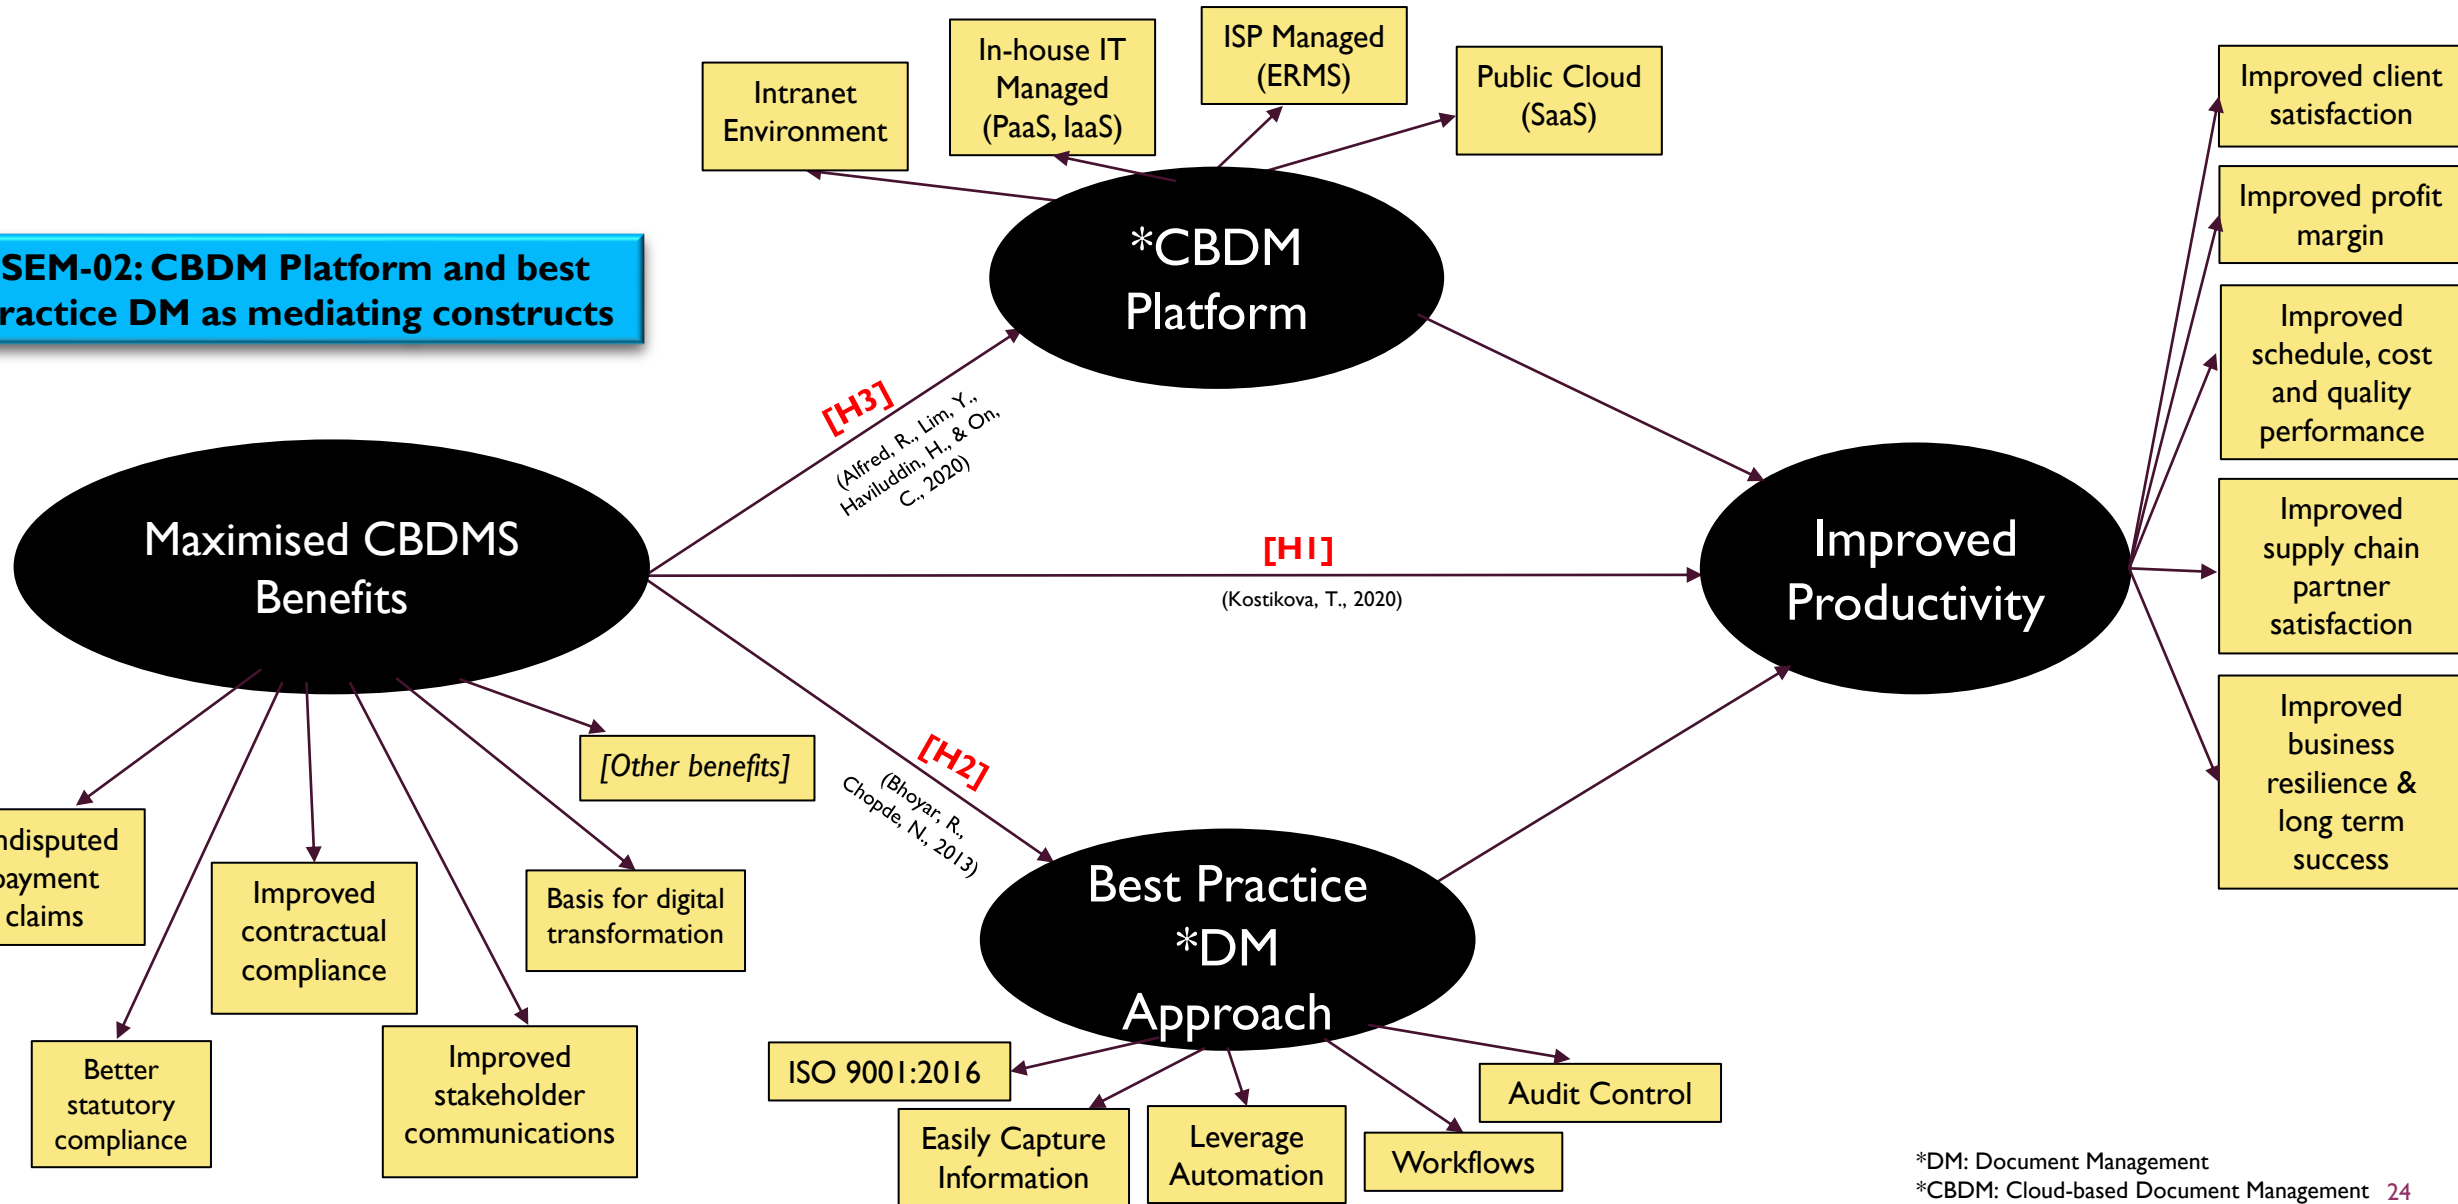 In-house IT
Managed
(PaaS, IaaS)
ISP Managed
(ERMS)
Intranet
Environment
Public Cloud
(SaaS)
Improved client
satisfaction
Improved profit
margin
Improved
schedule, cost
and quality
performance
Improved
supply chain
partner
satisfaction
Improved
business
resilience &
long term
success
SEM-02: CBDM Platform and best
ractice DM as mediating constructs
*CBDM
Platform
[H3]
(Alfred, R., Lim, Y.,
Haviluddin, H., & On,
C., 2020)
Maximised CBDMS
Benefits
[H1]
(Kostikova, T., 2020)
Improved
Productivity
[H2]
(Bhoyar, R.,
Chopde, N., 2013)
[Other benefits]
ndisputed
payment
claims
Improved
contractual
compliance
Basis for digital
transformation
Better
statutory
compliance
Improved
stakeholder
communications
Best Practice
*DM
Approach
ISO 9001:2016
Easily Capture
Information
Leverage
Automation
Workflows
Audit Control
*DM: Document Management
*CBDM: Cloud-based Document Management 24